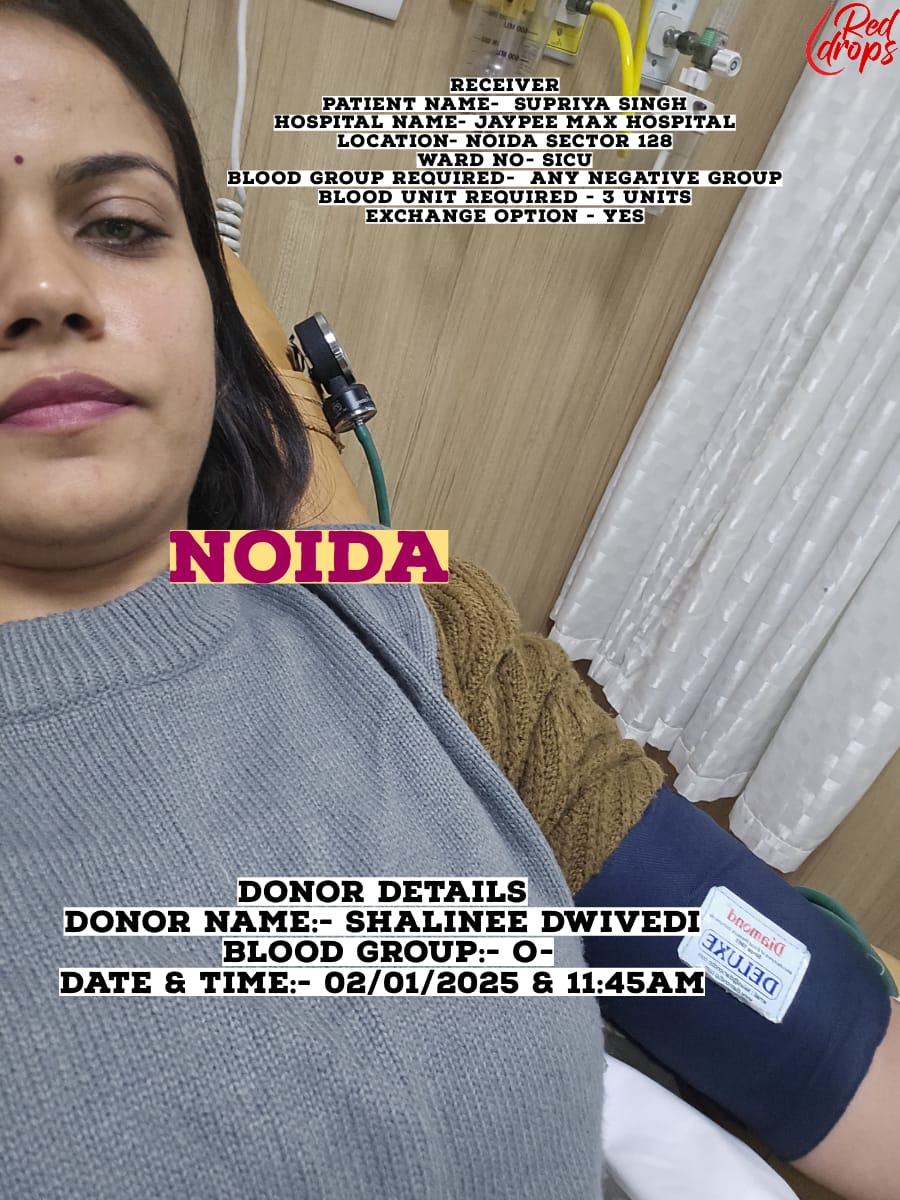 Red
drops
RECEIVER
PATIENT NAME- SUPRIYA SINGH
HOSPITAL NAME- JAYPEE MAX HOSPITAL
LOCATION- NOIDA SECTOR 128
WARD NO- SICU
BLOOD GROUP REQUIRED- ANY NEGATIVE GROUP
BLOOD UNIT REQUIRED - 3 UNITS
EXCHANGE OPTION - YES
NOIDA
DONOR DETAILS
DONOR NAME:- SHALINEE DWIVEDI
BLOOD GROUP:- O-
DATE & TIME:- 02/01/2025 & 11:45AM
Diamond
DELUXE